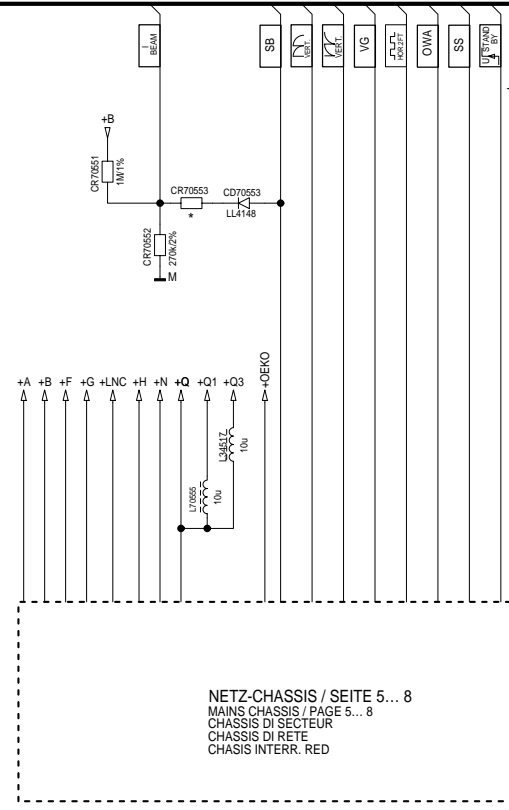 I
BEAM
SB
VERT.
VERT.
VG
HOR.2FT
OWA
SS
U
STAND
BY
+B
CR70551
1M/1%
CR70553
*
CD70553
LL4148
CR70552
270k/2%
M
+A +B +F +G +LNC +H +N +Q +Q1 +Q3 +OEKO
L34517
10u
L70555
10u
NETZ-CHASSIS / SEITE 5... 8
MAINS CHASSIS / PAGE 5... 8
CHASSIS DI SECTEUR
CHASSIS DI RETE
CHASIS INTERR. RED